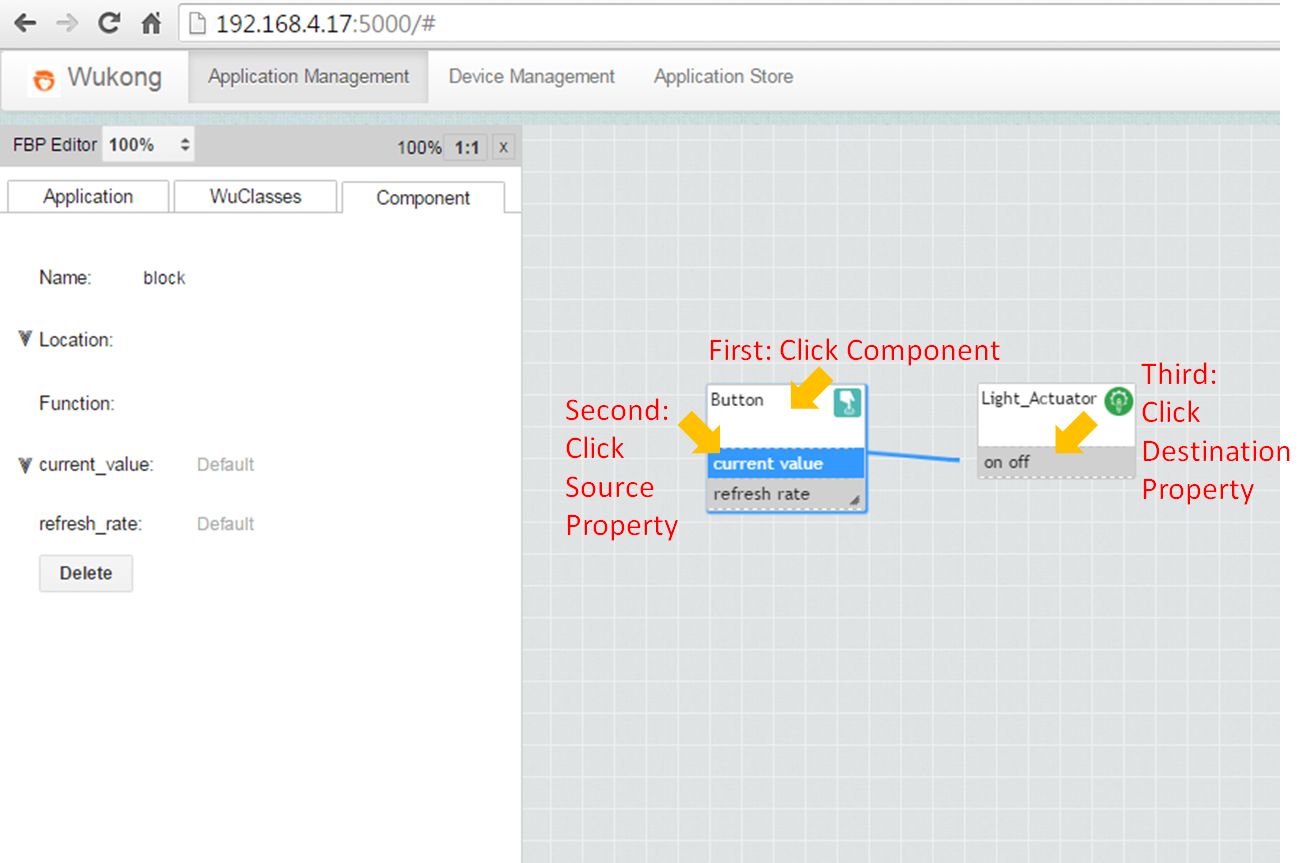 192.168.4.17:5000/#
Wukong Application Management Device Management Application Store
FBP Editor 100% 100% 1:1 x
Application WuClasses Component
Name: block
Location:
Function:
current_value: Default
refresh_rate: Default
Delete
First: Click Component
Second:
Click
Source
Property
Button
current value
refresh rate
Light_Actuator
on off
Third:
Click
Destination
Property